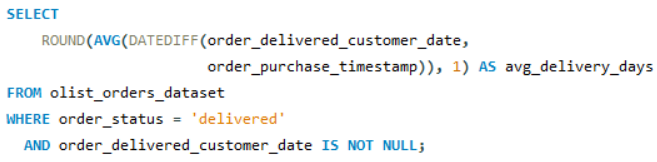 SELECT
    ROUND(AVG(DATEDIFF(order_delivered_customer_date,
                       order_purchase_timestamp)), 1) AS avg_delivery_days
FROM olist_orders_dataset
WHERE order_status = 'delivered'
  AND order_delivered_customer_date IS NOT NULL;